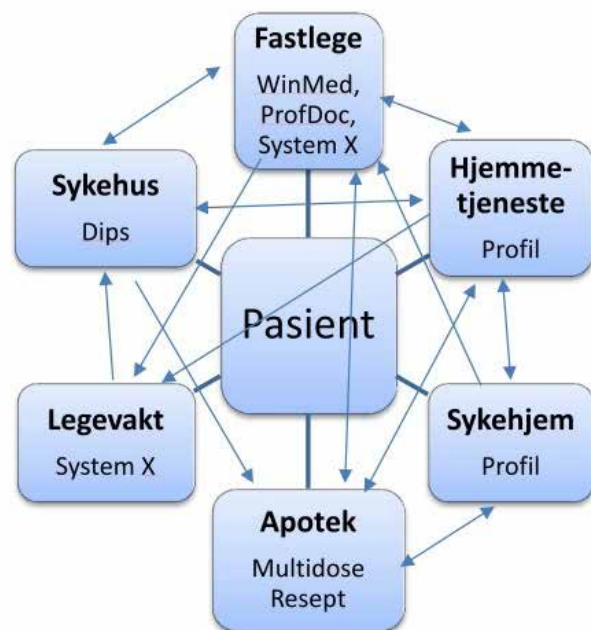 Fastlege
WinMed,
ProfDoc,
System X
Sykehus
Dips
Hjemme-
tjeneste
Profil
Pasient
Legevakt
System X
Sykehjem
Profil
Apotek
Multidose
Resept